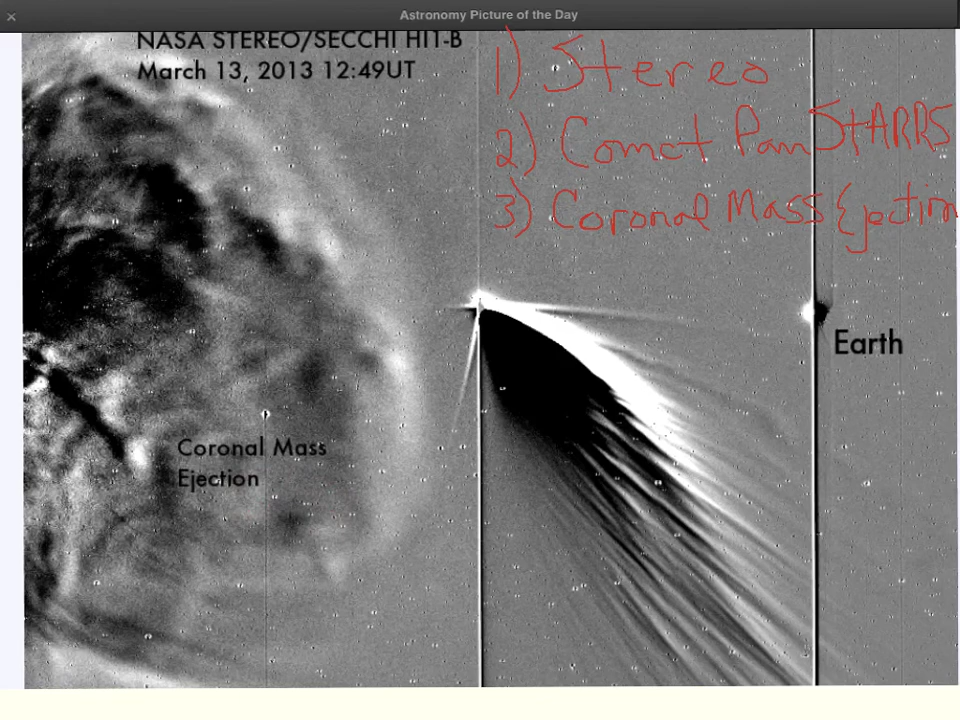 Astronomy Picture of the Day
NASA STEREO/SECCHI HI1-B
March 13, 2013 12:49UT
1) Stereo
2) Comet PanStARRS
3) Coronal Mass Ejection
Earth
Coronal Mass
Ejection